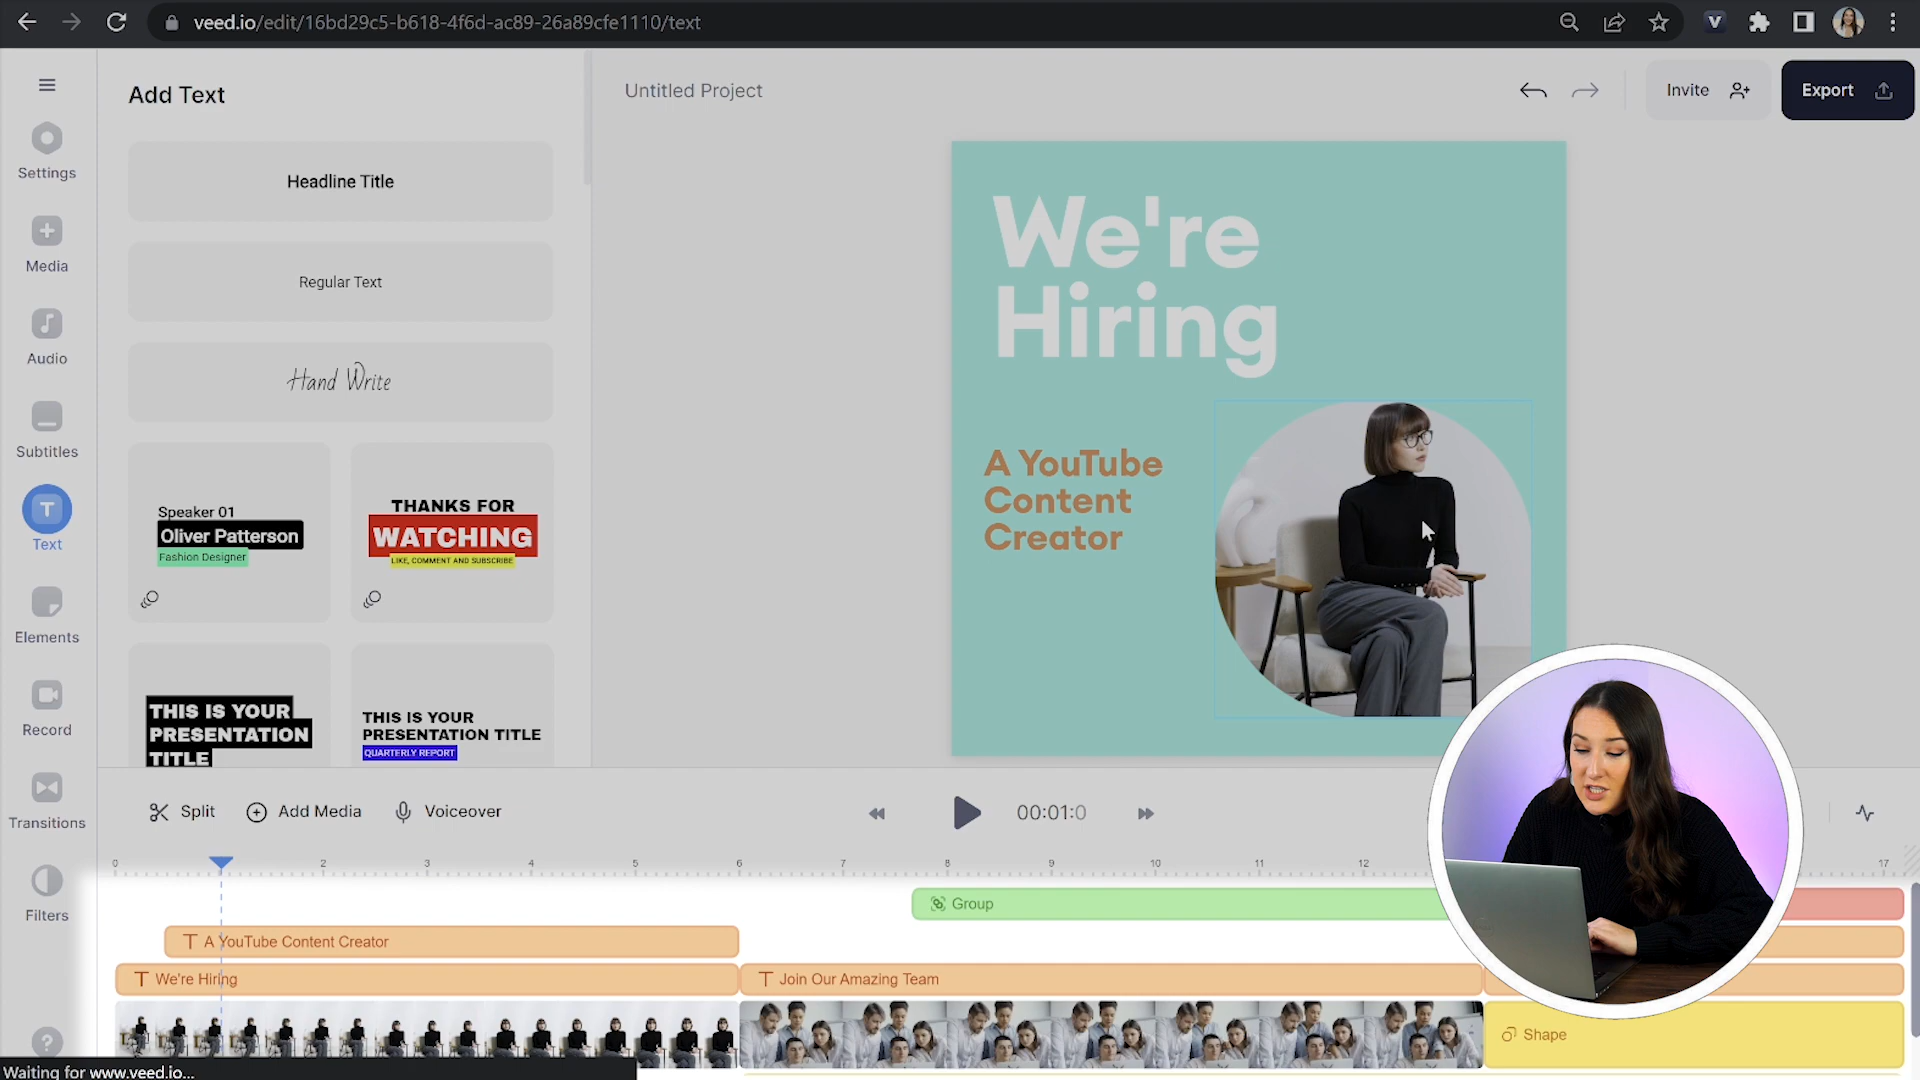 veed.io/edit/16bd29c5-b618-4f6d-ac89-26a89cfe1110/text
V
Add Text
Untitled Project
Invite
Export
Settings
Media
Audio
Subtitles
T
Text
Elements
Record
Transitions
Filters
?
Headline Title
Regular Text
Hand Write
Speaker 01
Oliver Patterson
Fashion Designer
THANKS FOR
WATCHING
LIKE, COMMENT AND SUBSCRIBE
THIS IS YOUR
PRESENTATION
TITLE
THIS IS YOUR
PRESENTATION TITLE
QUARTERLY REPORT
We're
Hiring
A YouTube
Content
Creator
Split
Add Media
Voiceover
00:01:0
0 2 3 4 5 6 7 8 9 10 11 12 17
Group
T A YouTube Content Creator
T We're Hiring
T Join Our Amazing Team
Shape
Waiting for www.veed.io...